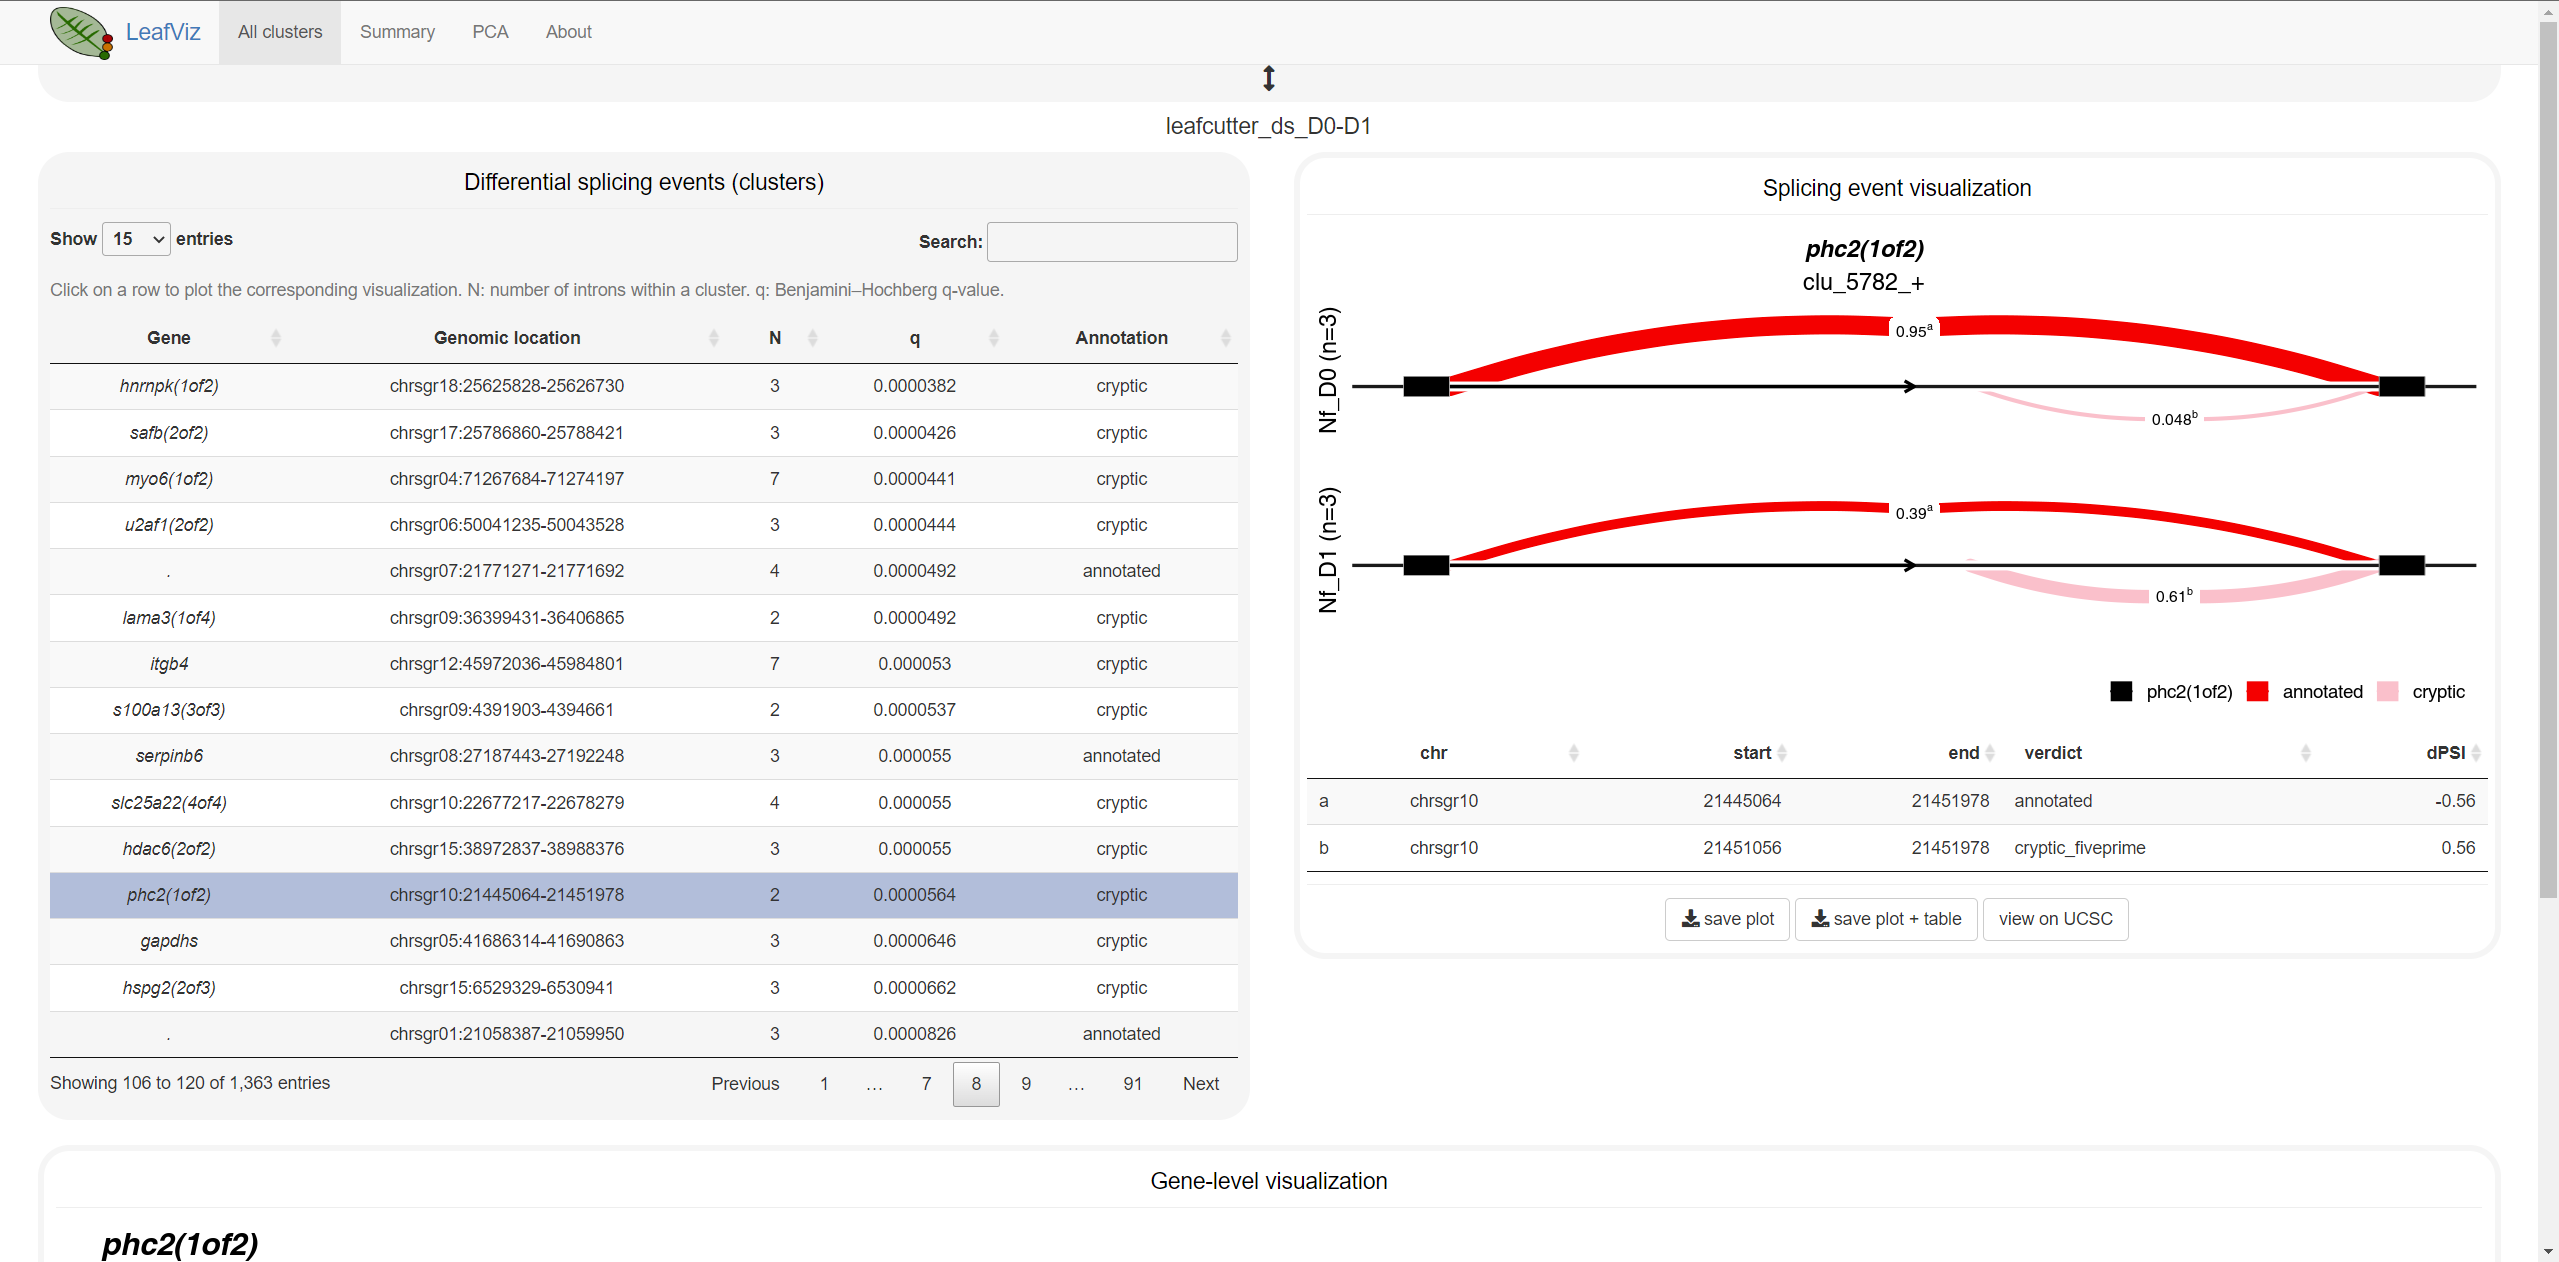 LeafViz All clusters Summary PCA About
leafcutter_ds_D0-D1
Differential splicing events (clusters)
Show 15 entries Search:
Click on a row to plot the corresponding visualization. N: number of introns within a cluster. q: Benjamini–Hochberg q-value.
Gene Genomic location N q Annotation
hnrnpk(1of2) chrsgr18:25625828-25626730 3 0.0000382 cryptic
safb(2of2) chrsgr17:25786860-25788421 3 0.0000426 cryptic
myo6(1of2) chrsgr04:71267684-71274197 7 0.0000441 cryptic
u2af1(2of2) chrsgr06:50041235-50043528 3 0.0000444 cryptic
. chrsgr07:21771271-21771692 4 0.0000492 annotated
lama3(1of4) chrsgr09:36399431-36406865 2 0.0000492 cryptic
itgb4 chrsgr12:45972036-45984801 7 0.000053 cryptic
s100a13(3of3) chrsgr09:4391903-4394661 2 0.0000537 cryptic
serpinb6 chrsgr08:27187443-27192248 3 0.000055 annotated
slc25a22(4of4) chrsgr10:22677217-22678279 4 0.000055 cryptic
hdac6(2of2) chrsgr15:38972837-38988376 3 0.000055 cryptic
phc2(1of2) chrsgr10:21445064-21451978 2 0.0000564 cryptic
gapdhs chrsgr05:41686314-41690863 3 0.0000646 cryptic
hspg2(2of3) chrsgr15:6529329-6530941 3 0.0000662 cryptic
. chrsgr01:21058387-21059950 3 0.0000826 annotated
Showing 106 to 120 of 1,363 entries Previous 1 … 7 8 9 … 91 Next
Splicing event visualization
phc2(1of2)
clu_5782_+
Nf_D0 (n=3)
0.95ᵃ
0.048ᵇ
Nf_D1 (n=3)
0.39ᵃ
0.61ᵇ
phc2(1of2) annotated cryptic
chr start end verdict dPSI
a chrsgr10 21445064 21451978 annotated -0.56
b chrsgr10 21451056 21451978 cryptic_fiveprime 0.56
save plot save plot + table view on UCSC
Gene-level visualization
phc2(1of2)